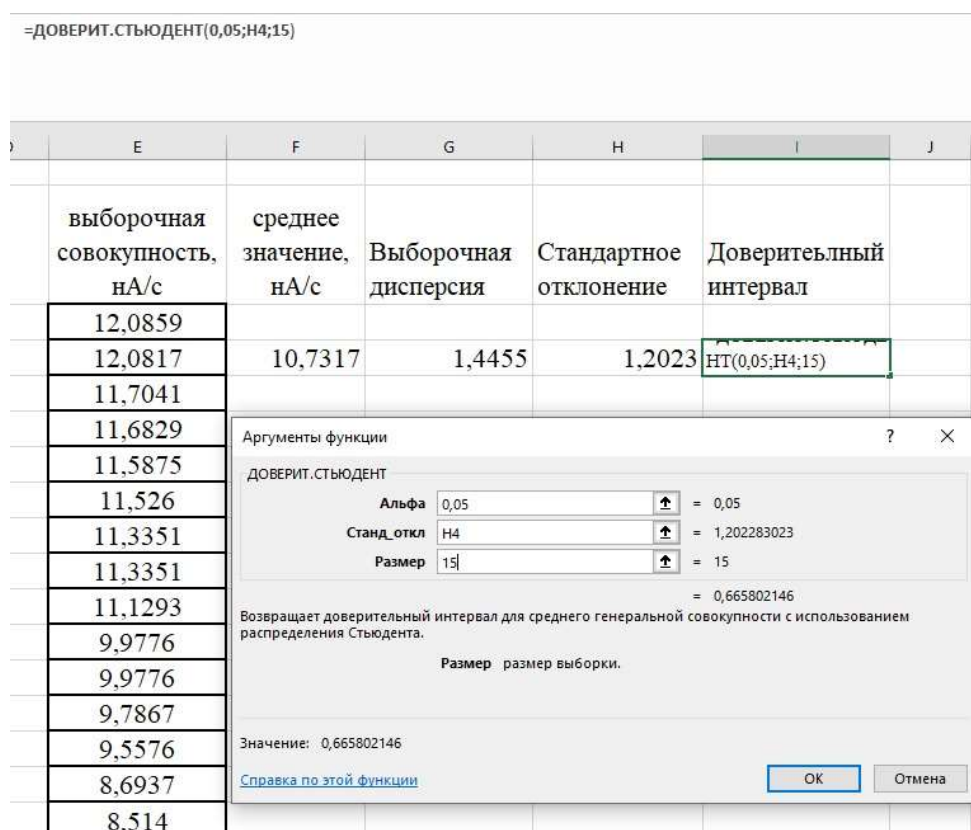 =ДОВЕРИТ.СТЬЮДЕНТ(0,05;H4;15)
E F G H I J
выборочная совокупность, нА/с
среднее значение, нА/с
Выборочная дисперсия
Стандартное отклонение
Доверитеьлный интервал
12,0859
12,0817 10,7317 1,4455 1,2023 НТ(0,05;H4;15)
11,7041
11,6829
11,5875
11,526
11,3351
11,3351
11,1293
9,9776
9,9776
9,7867
9,5576
8,6937
8,514
Аргументы функции ? ×
ДОВЕРИТ.СТЬЮДЕНТ
Альфа 0,05 = 0,05
Станд_откл H4 = 1,202283023
Размер 15 = 15
= 0,665802146
Возвращает доверительный интервал для среднего генеральной совокупности с использованием
распределения Стьюдента.
Размер размер выборки.
Значение: 0,665802146
Справка по этой функции
ОК Отмена